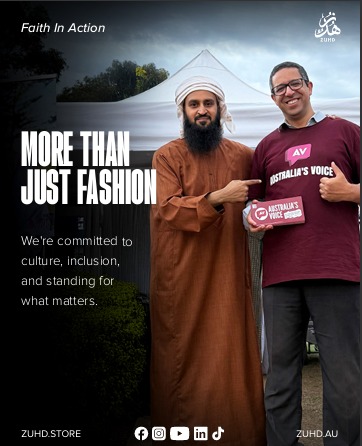 Faith In Action
ZUHD
MORE THAN
JUST FASHION
We're committed to
culture, inclusion,
and standing for
what matters.
AV
AUSTRALIA'S VOICE
AV
AUSTRALIA'S
VOICE
ZUHD.STORE
ZUHD.AU